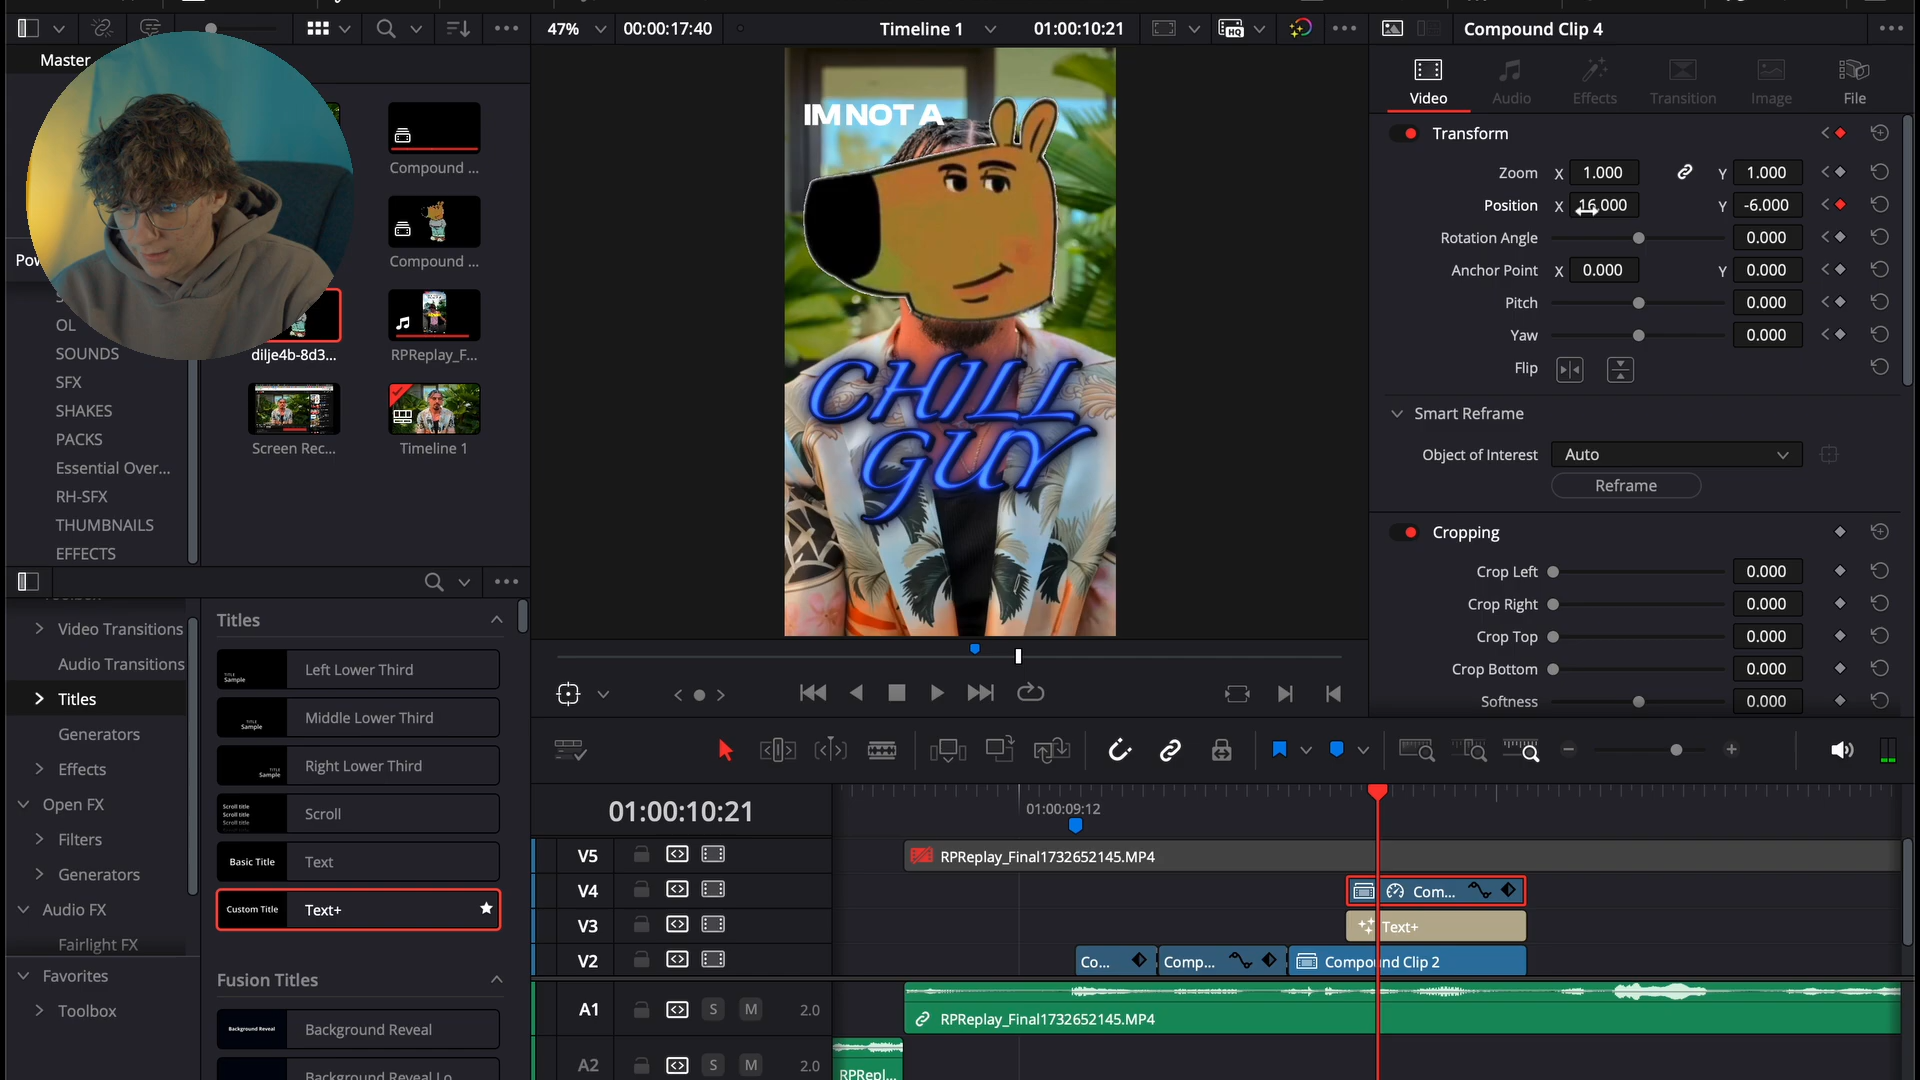 47%
00:00:17:40
Timeline 1
01:00:10:21
Compound Clip 4
Master
Video
Audio
Effects
Transition
Image
File
Transform
Zoom X 1.000 Y 1.000
Position X 16.000 Y -6.000
Rotation Angle 0.000
Anchor Point X 0.000 Y 0.000
Pitch 0.000
Yaw 0.000
Flip
Smart Reframe
Object of Interest Auto
Reframe
Cropping
Crop Left 0.000
Crop Right 0.000
Crop Top 0.000
Crop Bottom 0.000
Softness 0.000
IM NOT A
CHILL
GUY
Compound ...
Compound ...
dilje4b-8d3...
RPReplay_F...
Screen Rec...
Timeline 1
OL
SOUNDS
SFX
SHAKES
PACKS
Essential Over...
RH-SFX
THUMBNAILS
EFFECTS
Video Transitions
Audio Transitions
Titles
Generators
Effects
Open FX
Filters
Generators
Audio FX
Fairlight FX
Favorites
Toolbox
Titles
Left Lower Third
Middle Lower Third
Right Lower Third
Scroll
Basic Title Text
Custom Title Text+
Fusion Titles
Background Reveal Background Reveal
Background Reveal Lo...
01:00:10:21
01:00:09:12
V5
RPReplay_Final1732652145.MP4
V4
Com...
V3
Text+
V2
Co...
Comp...
Compound Clip 2
A1 S M 2.0
RPReplay_Final1732652145.MP4
A2 S M 2.0
RPRepl...